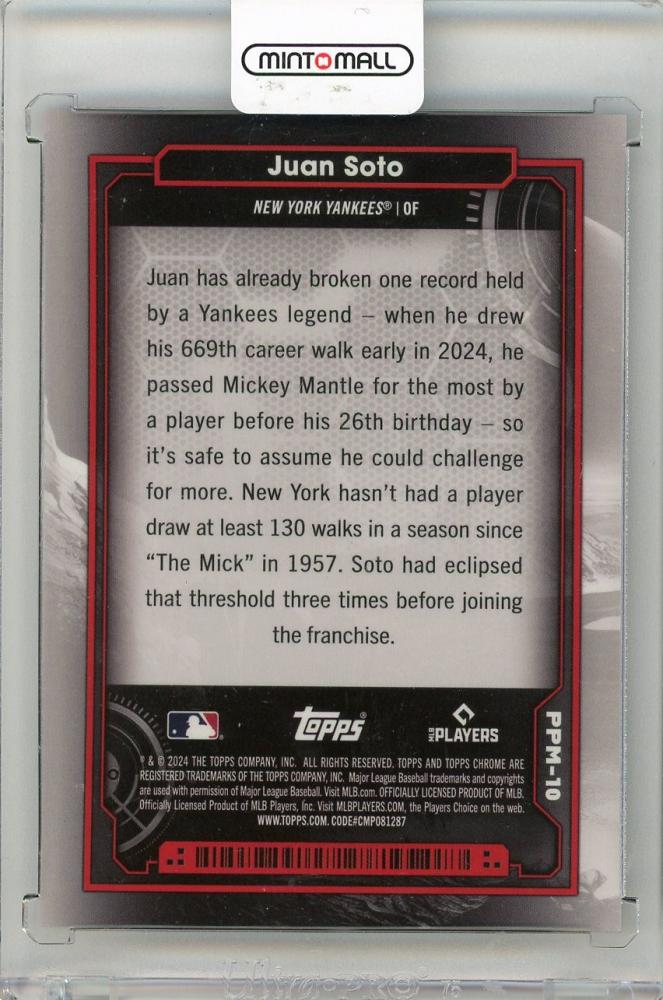 MINTMALL
Juan Soto
NEW YORK YANKEES® | OF
Juan has already broken one record held
by a Yankees legend – when he drew
his 669th career walk early in 2024, he
passed Mickey Mantle for the most by
a player before his 26th birthday – so
it's safe to assume he could challenge
for more. New York hasn't had a player
draw at least 130 walks in a season since
“The Mick” in 1957. Soto had eclipsed
that threshold three times before joining
the franchise.
topps®
MLB PLAYERS
PPM-10
® & © 2024 THE TOPPS COMPANY, INC. ALL RIGHTS RESERVED. TOPPS AND TOPPS CHROME ARE
REGISTERED TRADEMARKS OF THE TOPPS COMPANY, INC. Major League Baseball trademarks and copyrights
are used with permission of Major League Baseball. Visit MLB.com. OFFICIALLY LICENSED PRODUCT OF MLB.
Officially Licensed Product of MLB Players, Inc. Visit MLBPLAYERS.COM, the Players Choice on the web.
WWW.TOPPS.COM. CODE#CMP081287
Ultra·PRO